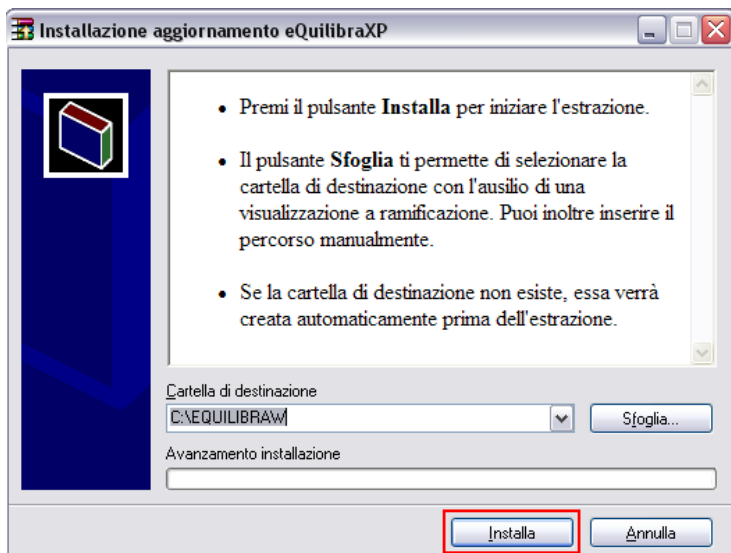 Installazione aggiornamento eQuilibraXP
• Premi il pulsante Installa per iniziare l'estrazione.
• Il pulsante Sfoglia ti permette di selezionare la
cartella di destinazione con l'ausilio di una
visualizzazione a ramificazione. Puoi inoltre inserire il
percorso manualmente.
• Se la cartella di destinazione non esiste, essa verrà
creata automaticamente prima dell'estrazione.
Cartella di destinazione
C:\EQUILIBRAW
Sfoglia...
Avanzamento installazione
Installa
Annulla